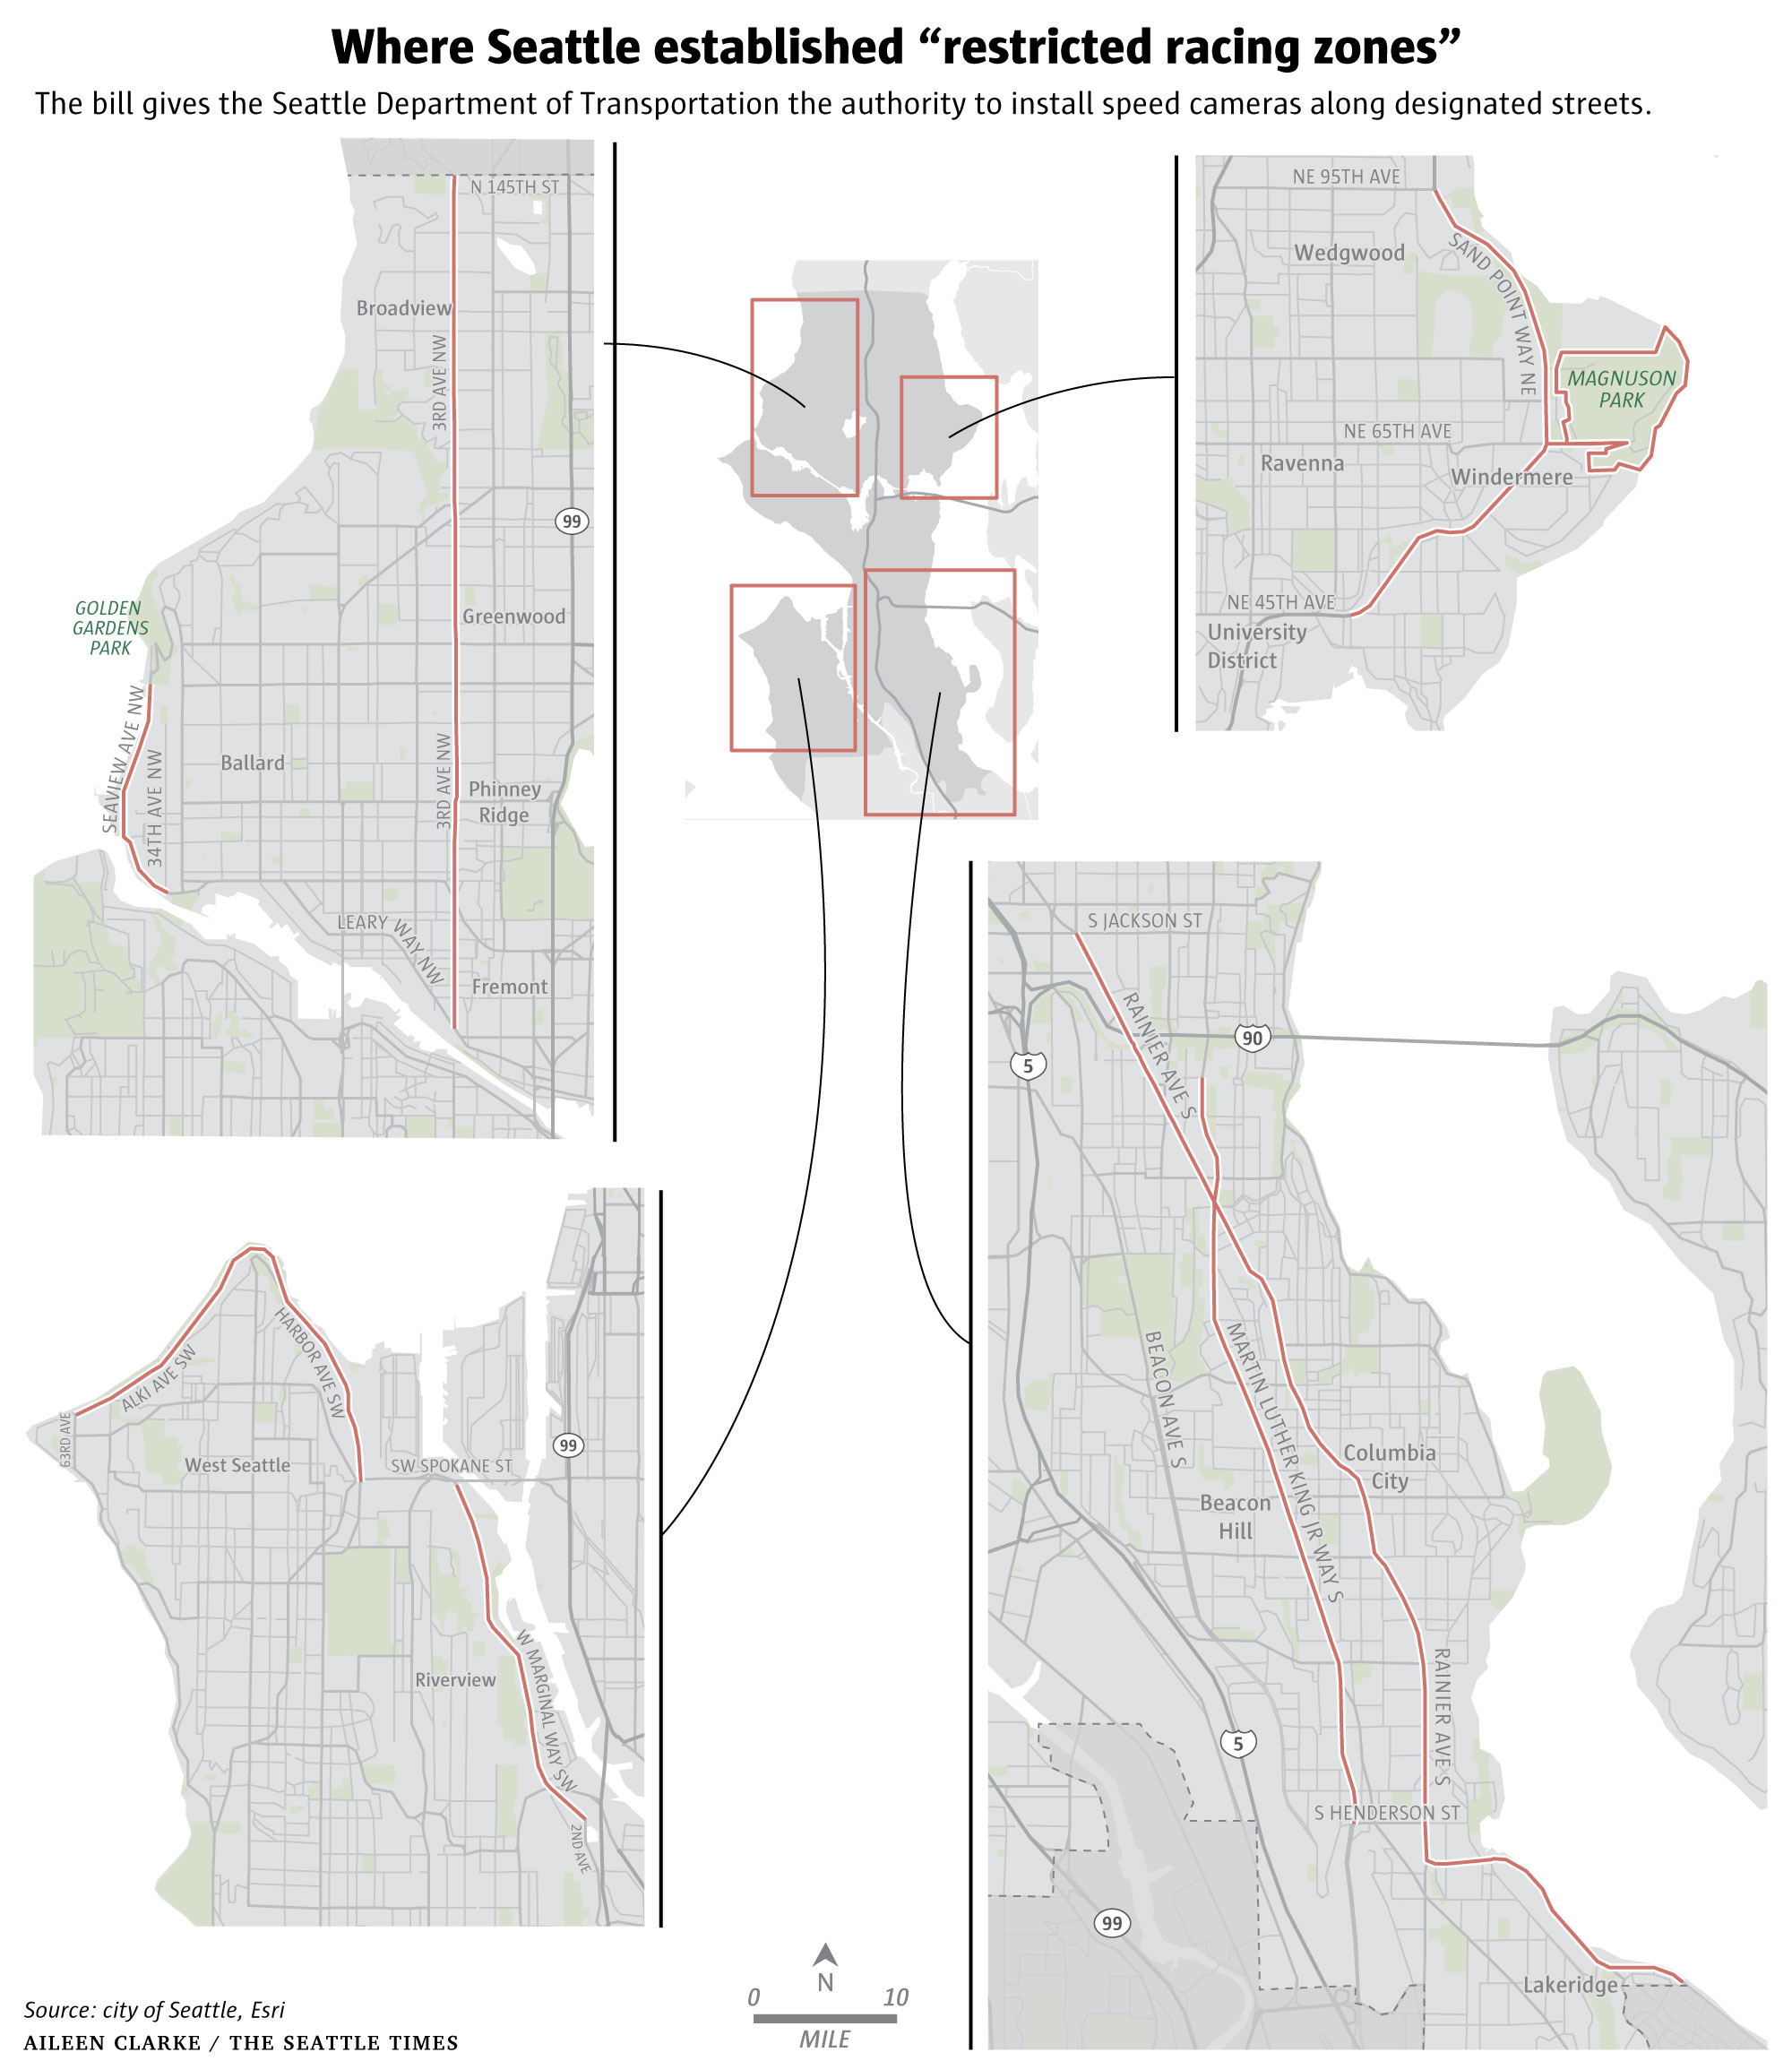 Where Seattle established “restricted racing zones”
The bill gives the Seattle Department of Transportation the authority to install speed cameras along designated streets.
N 145TH ST
Broadview
3RD AVE NW
99
GOLDEN
GARDENS
PARK
Greenwood
SEAVIEW AVE NW
34TH AVE NW
Ballard
3RD AVE NW
Phinney
Ridge
LEARY WAY NW
Fremont
NE 95TH AVE
Wedgwood
SAND POINT WAY NE
MAGNUSON
PARK
NE 65TH AVE
Ravenna
Windermere
NE 45TH AVE
University
District
ALKI AVE SW
HARBOR AVE SW
63RD AVE
West Seattle
SW SPOKANE ST
99
Riverview
W MARGINAL WAY SW
2ND AVE
S JACKSON ST
RAINIER AVE S
90
5
BEACON AVE S
MARTIN LUTHER KING JR WAY S
Columbia
City
Beacon
Hill
RAINIER AVE S
5
S HENDERSON ST
99
Lakeridge
N
0 10
MILE
Source: city of Seattle, Esri
AILEEN CLARKE / THE SEATTLE TIMES